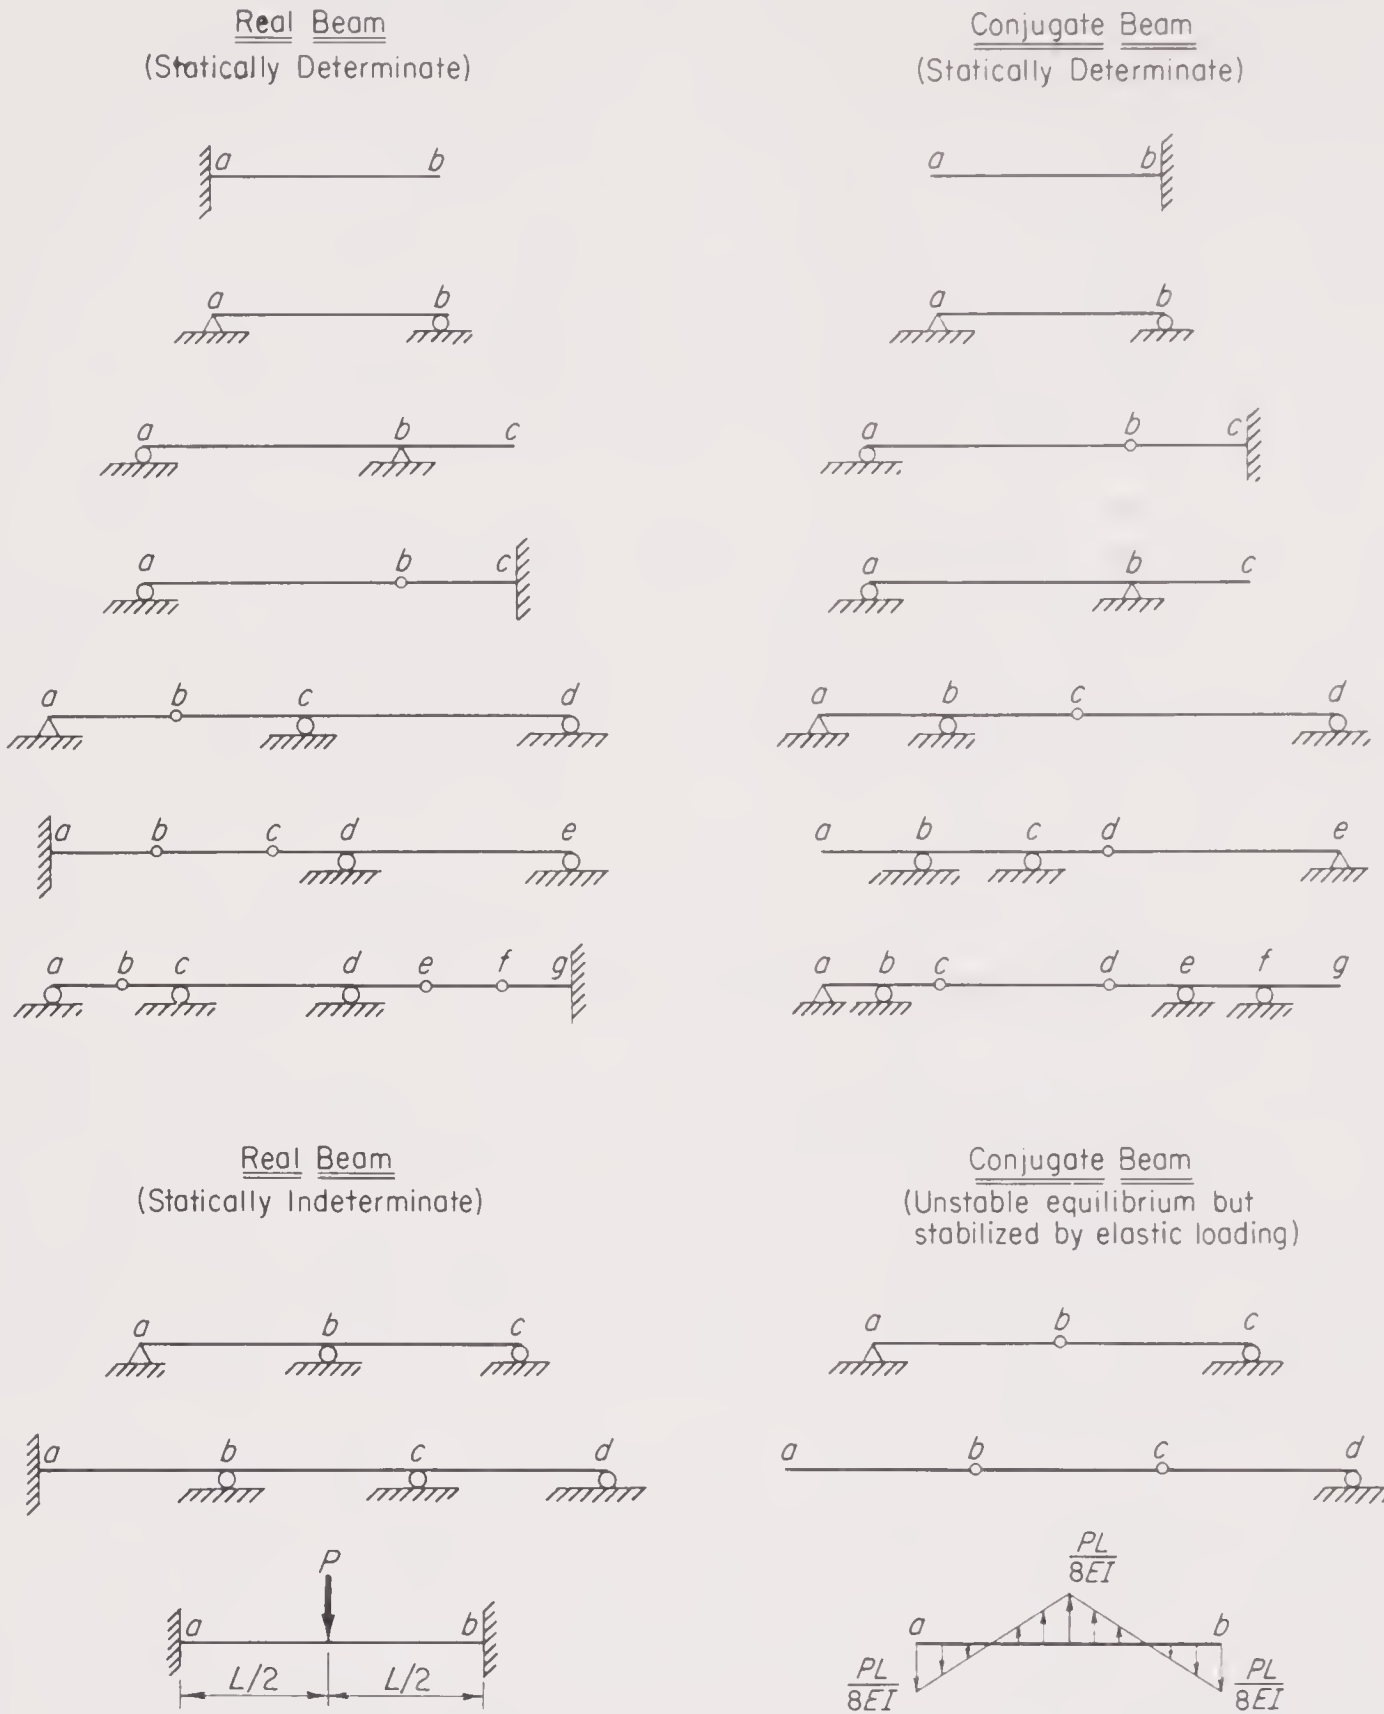 Real Beam
(Statically Determinate)
Conjugate Beam
(Statically Determinate)
a b
a b
a b
a b
a b c
a b c
a b c
a b c
a b c d
a b c d
a b c d e
a b c d e
a b c d e f g
a b c d e f g
Real Beam
(Statically Indeterminate)
Conjugate Beam
(Unstable equilibrium but
stabilized by elastic loading)
a b c
a b c
a b c d
a b c d
P
a b
L/2 L/2
PL
8EI
a b
PL
8EI
PL
8EI